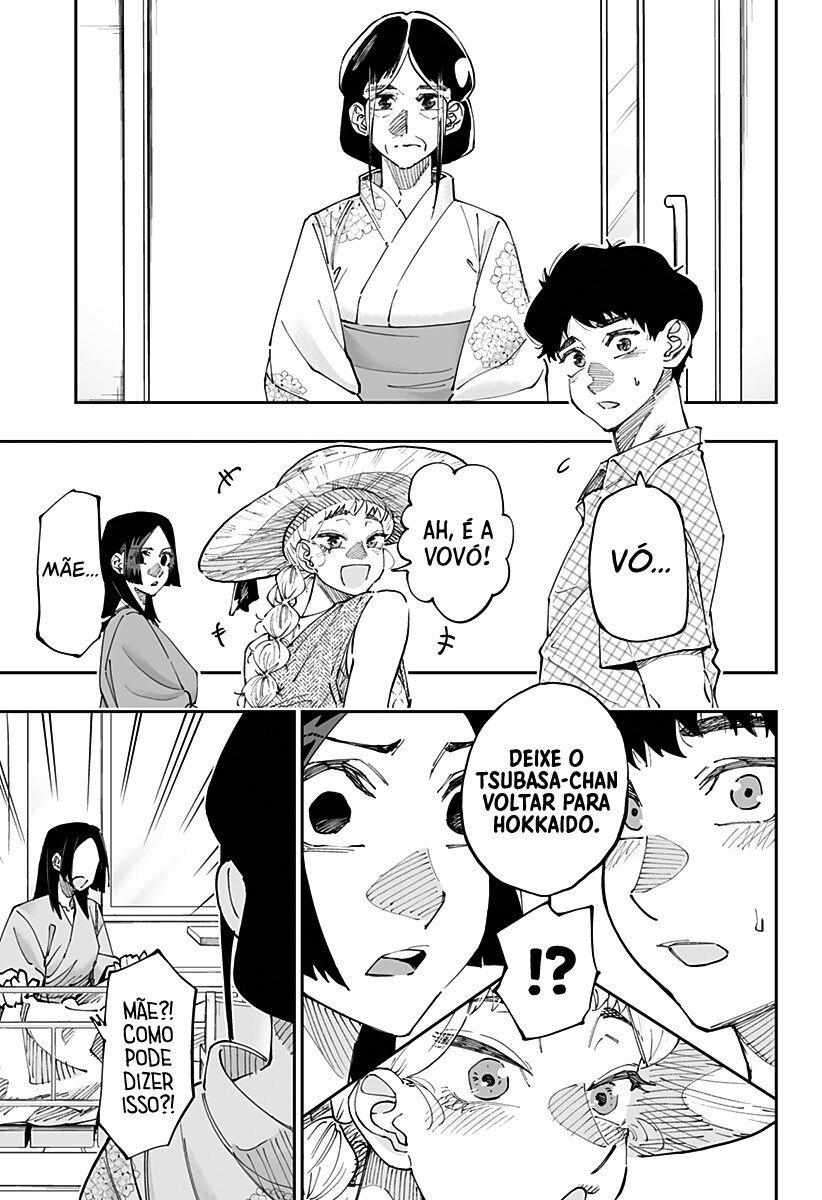 VÓ...
AH, É A
VOVÓ!
MÃE...
DEIXE O
TSUBASA-CHAN
VOLTAR PARA
HOKKAIDO.
!?
MÃE?!
COMO
PODE
DIZER
ISSO?!